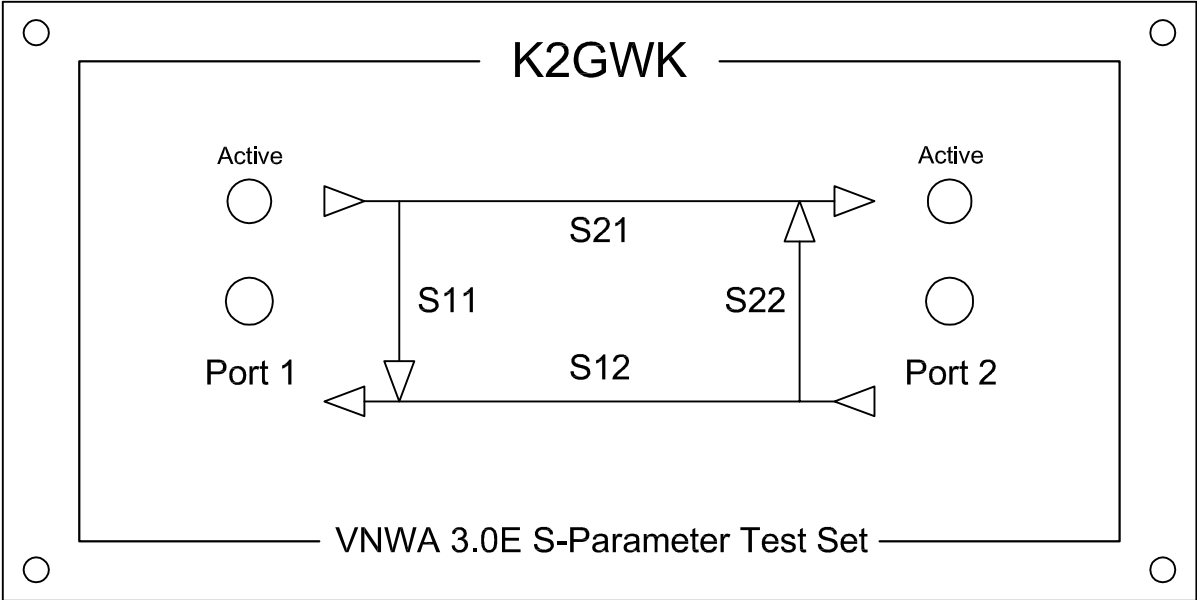 K2GWK
Active
Active
S21
S11
S22
S12
Port 1
Port 2
VNWA 3.0E S-Parameter Test Set